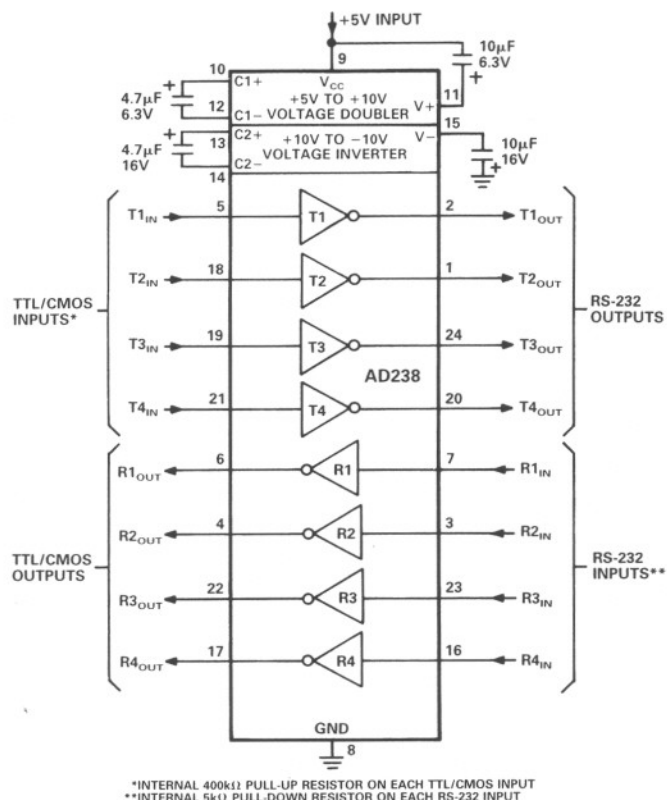 +5V INPUT
10μF
6.3V
9
10
C1+
VCC
+5V TO +10V
VOLTAGE DOUBLER
V+
11
4.7μF
6.3V
12
C1-
13
C2+
+10V TO -10V
VOLTAGE INVERTER
V-
15
4.7μF
16V
C2-
14
10μF
16V
T1IN 5 T1 2 T1OUT
T2IN 18 T2 1 T2OUT
TTL/CMOS
INPUTS*
RS-232
OUTPUTS
T3IN 19 T3 24 T3OUT
AD238
T4IN 21 T4 20 T4OUT
R1OUT 6 R1 7 R1IN
R2OUT 4 R2 3 R2IN
TTL/CMOS
OUTPUTS
RS-232
INPUTS**
R3OUT 22 R3 23 R3IN
R4OUT 17 R4 16 R4IN
GND
8
*INTERNAL 400kΩ PULL-UP RESISTOR ON EACH TTL/CMOS INPUT
**INTERNAL 5kΩ PULL-DOWN RESISTOR ON EACH RS-232 INPUT